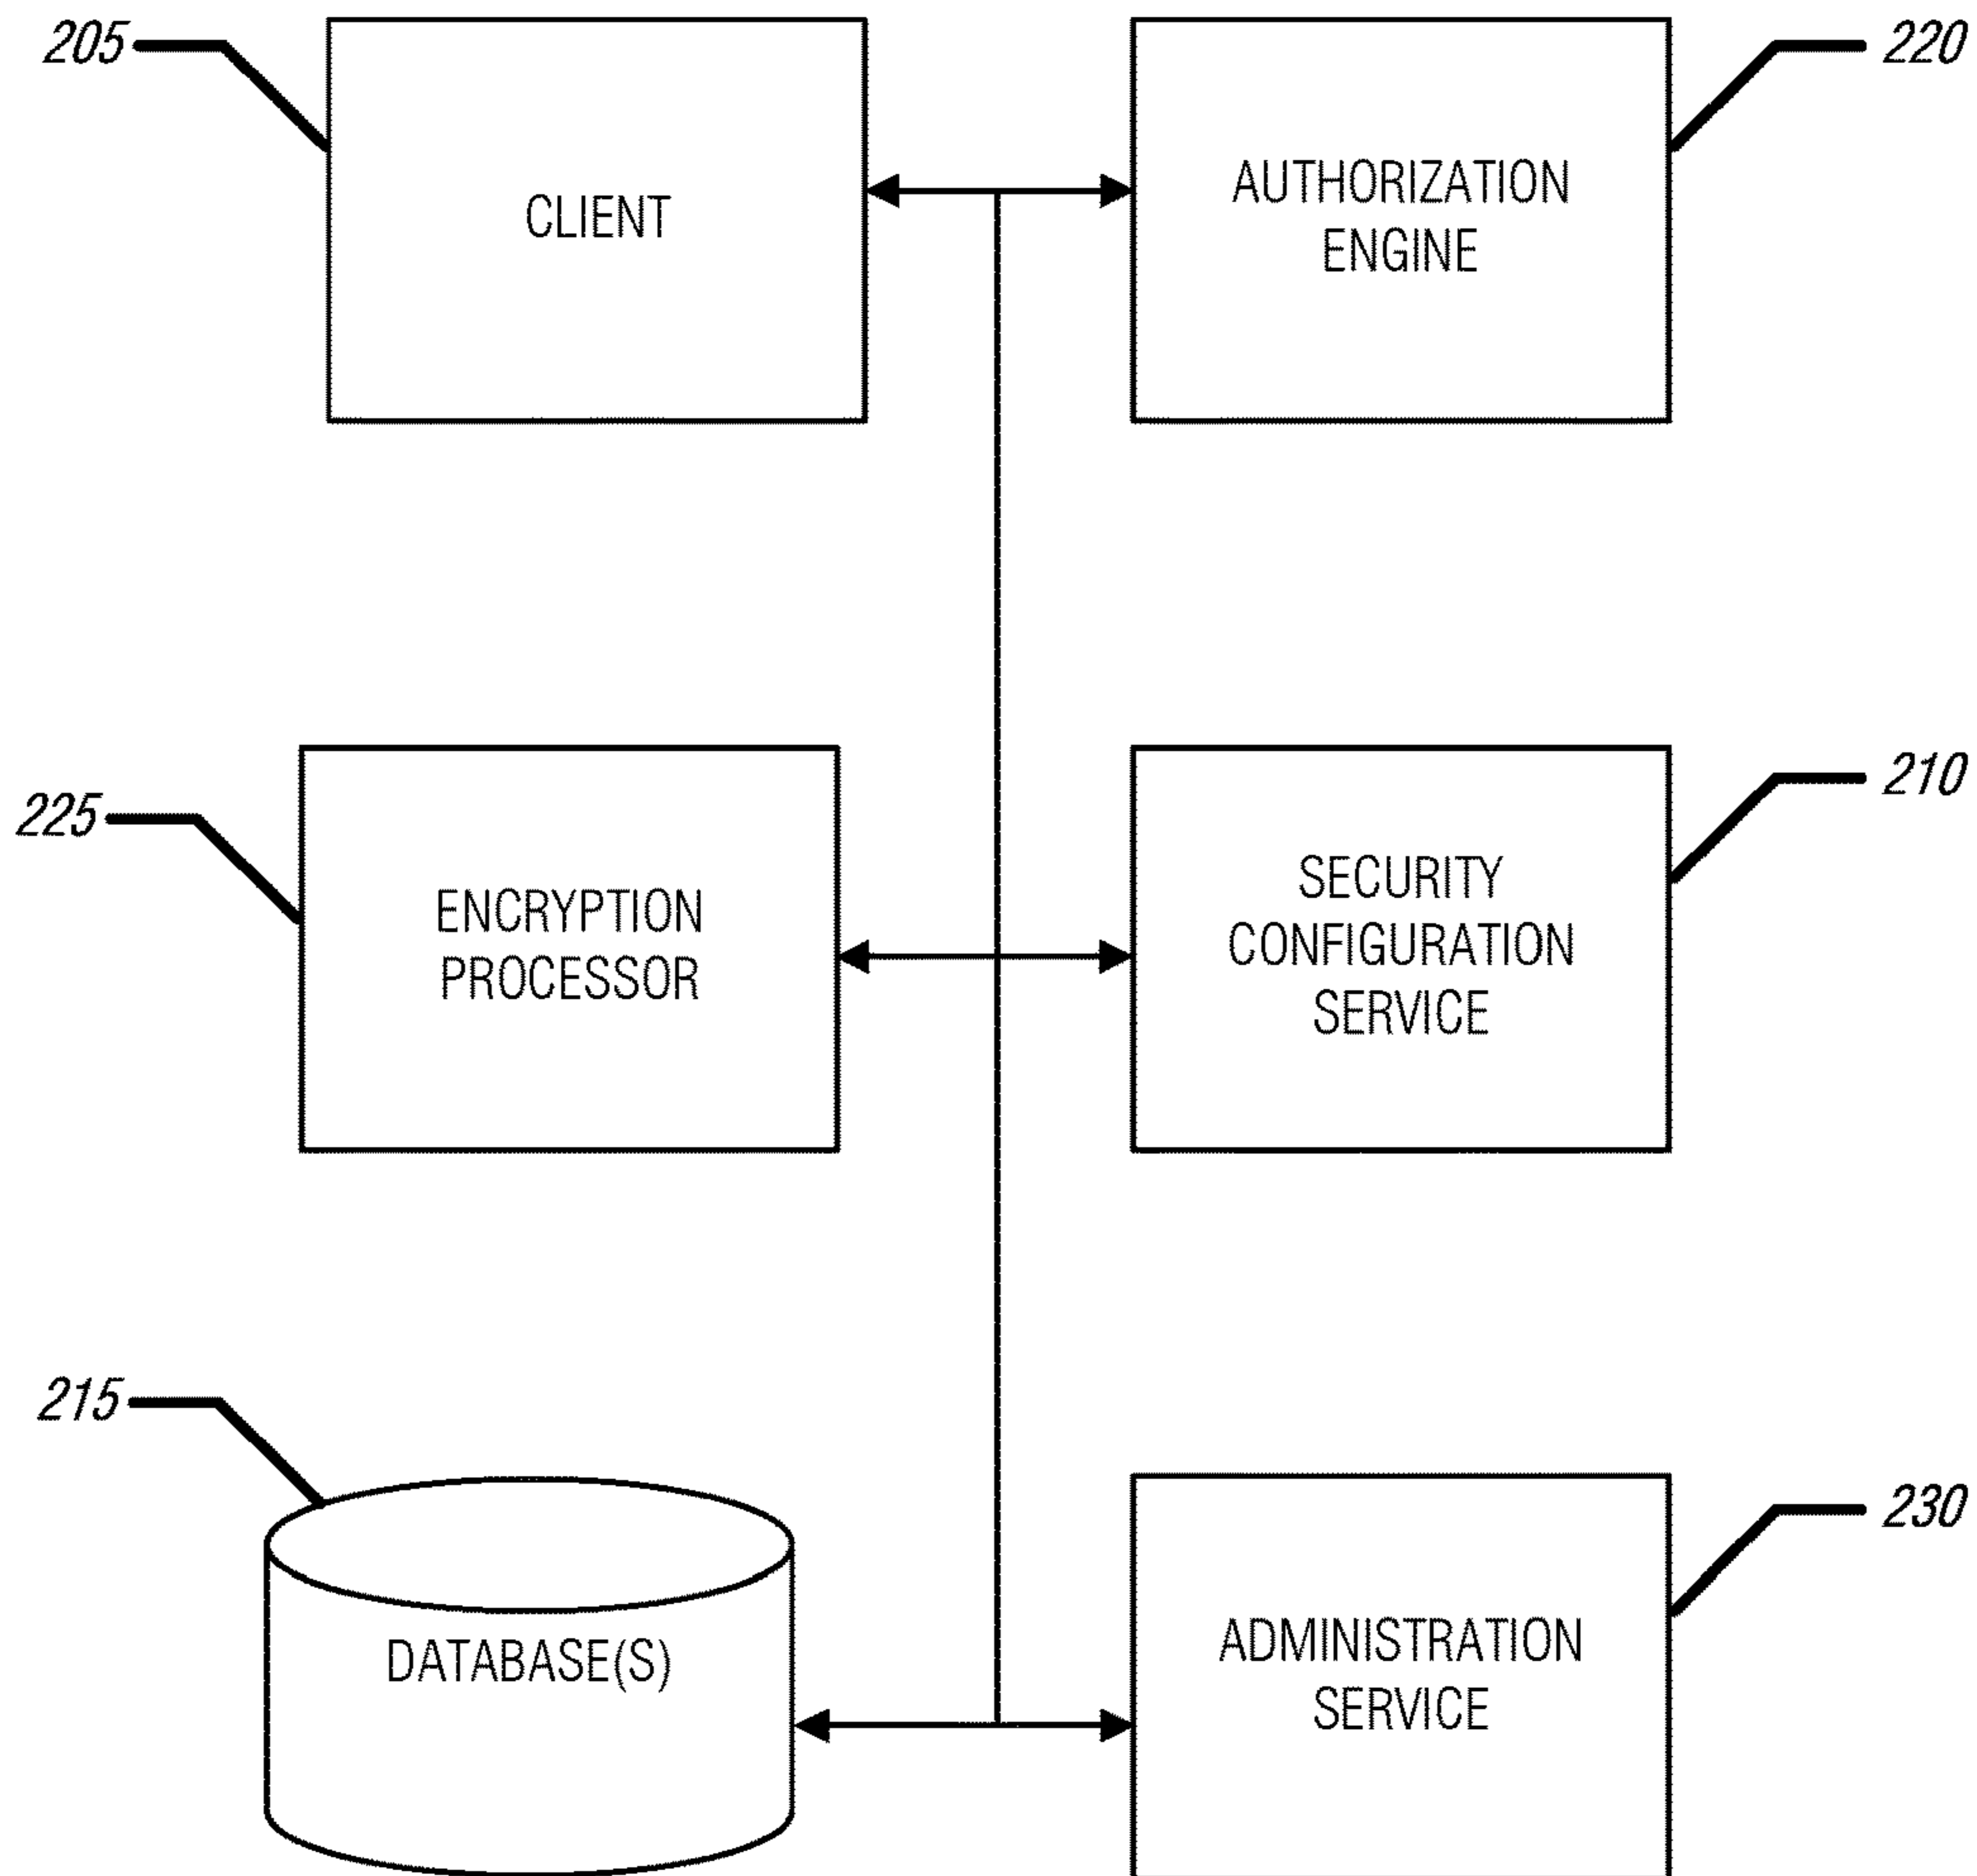 205
220
CLIENT
AUTHORIZATION
ENGINE
225
210
ENCRYPTION
PROCESSOR
SECURITY
CONFIGURATION
SERVICE
215
230
DATABASE(S)
ADMINISTRATION
SERVICE